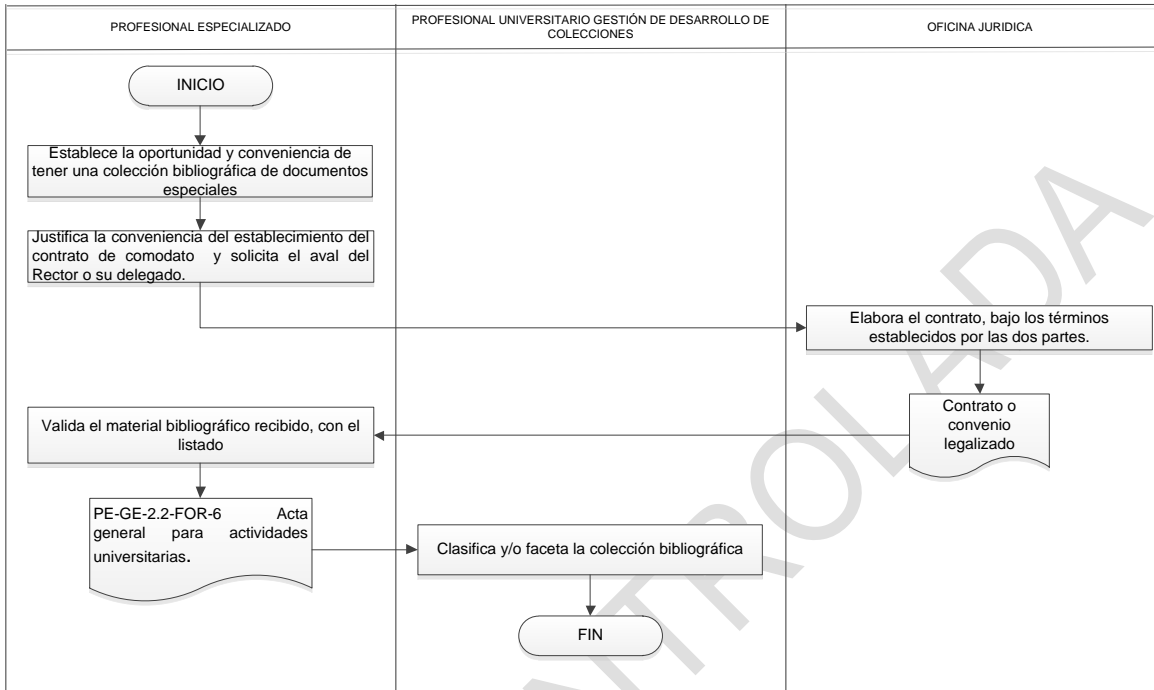 PROFESIONAL ESPECIALIZADO
PROFESIONAL UNIVERSITARIO GESTIÓN DE DESARROLLO DE
COLECCIONES
OFICINA JURIDICA
INICIO
Establece la oportunidad y conveniencia de
tener una colección bibliográfica de documentos
especiales
Justifica la conveniencia del establecimiento del
contrato de comodato y solicita el aval del
Rector o su delegado.
Elabora el contrato, bajo los términos
establecidos por las dos partes.
Contrato o
convenio
legalizado
Valida el material bibliográfico recibido, con el
listado
PE-GE-2.2-FOR-6 Acta
general para actividades
universitarias.
Clasifica y/o faceta la colección bibliográfica
FIN
NTROLADA